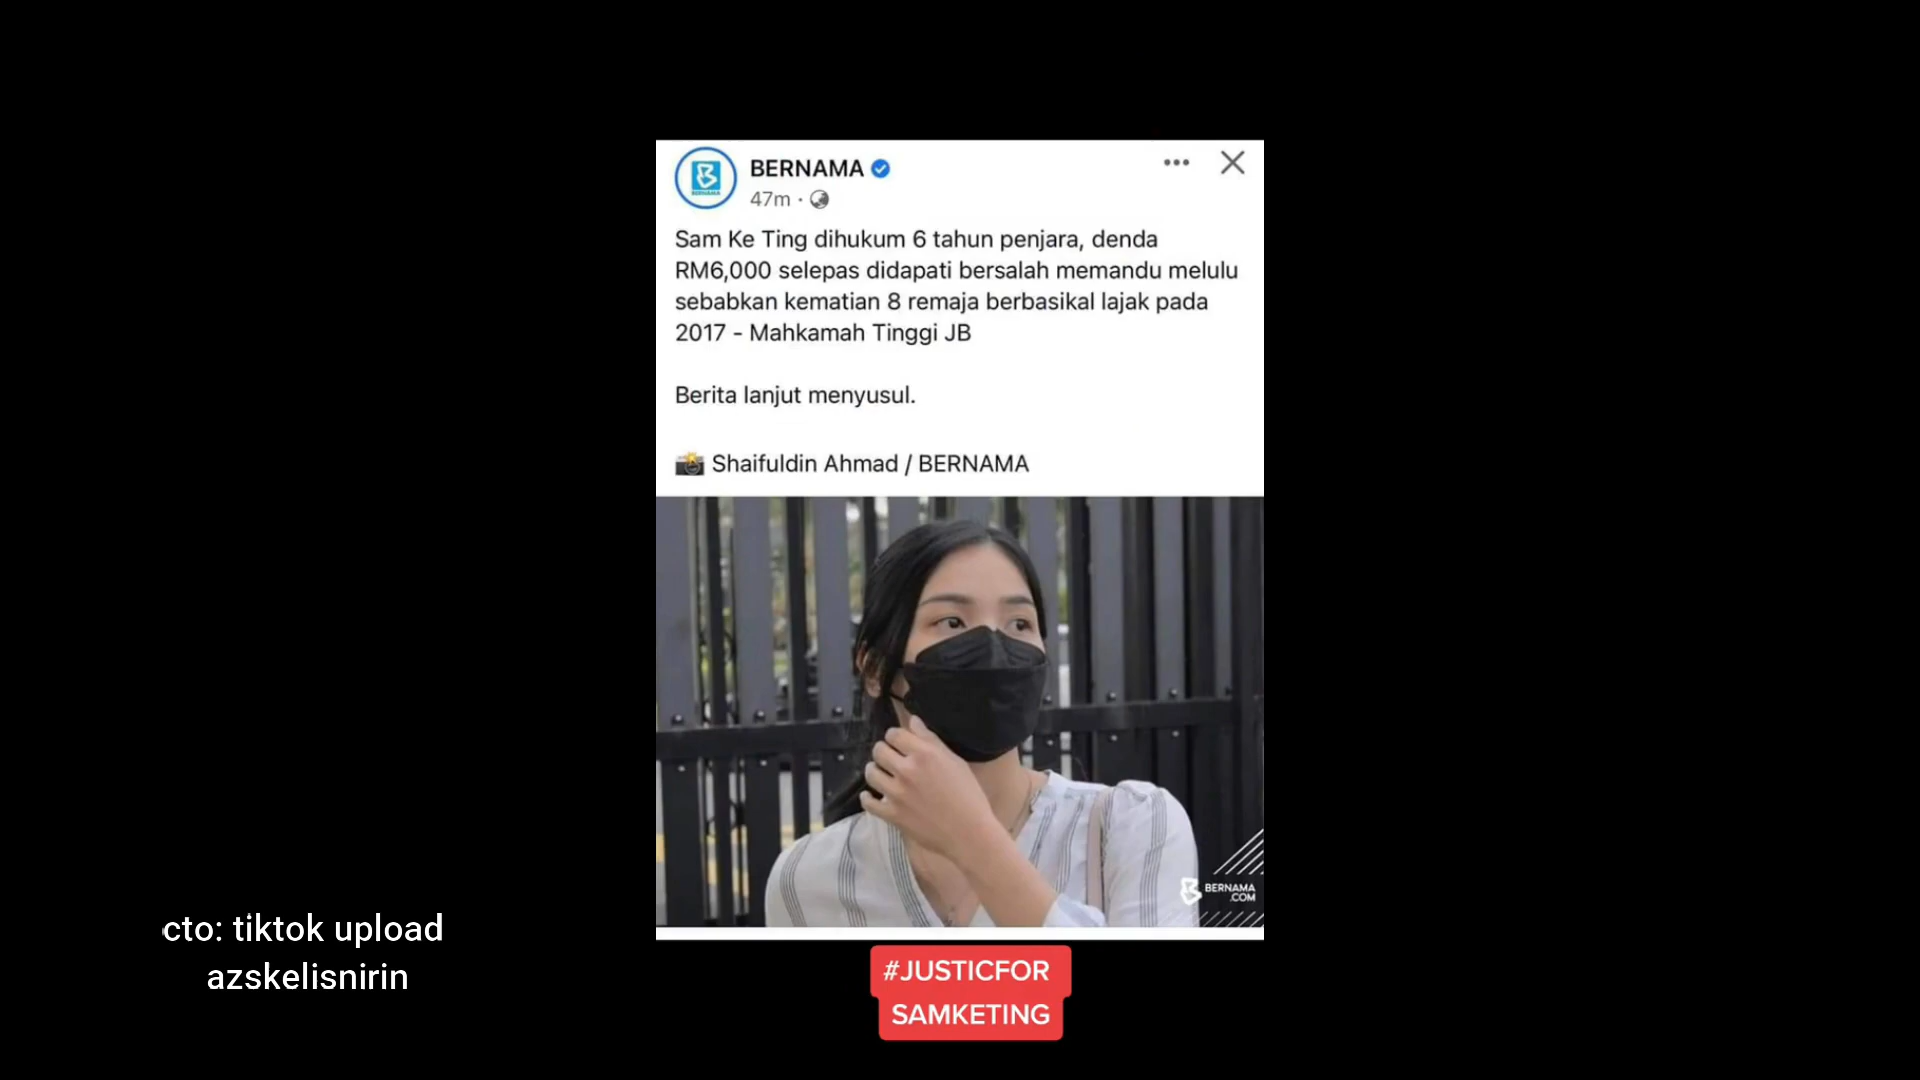 BERNAMA
47m ·
Sam Ke Ting dihukum 6 tahun penjara, denda
RM6,000 selepas didapati bersalah memandu melulu
sebabkan kematian 8 remaja berbasikal lajak pada
2017 - Mahkamah Tinggi JB
Berita lanjut menyusul.
📸 Shaifuldin Ahmad / BERNAMA
BERNAMA
.COM
cto: tiktok upload
azskelisnirin
#JUSTICFOR
SAMKETING